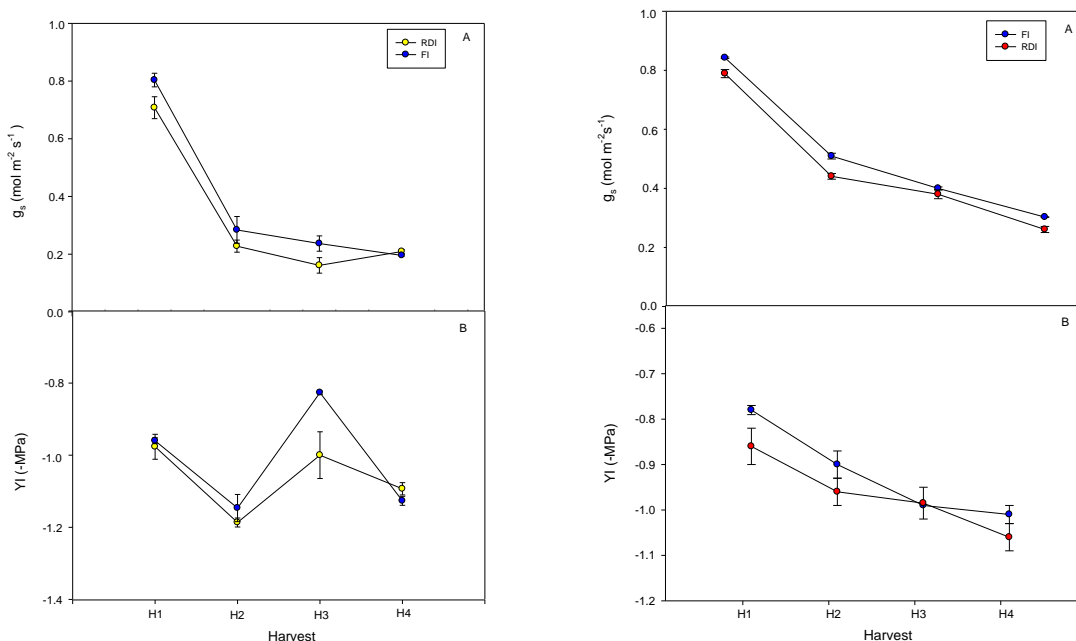 A
RDI
FI
1.0
0.8
0.6
0.4
0.2
0.0
gs (mol m-2 s-1 )
B
-0.8
-1.0
-1.2
-1.4
Yl (-MPa)
H1 H2 H3 H4
Harvest
A
FI
RDI
1.0
0.8
0.6
0.4
0.2
0.0
gs (mol m-2s-1)
B
-0.6
-0.7
-0.8
-0.9
-1.0
-1.1
-1.2
Yl (-MPa)
H1 H2 H3 H4
Harvest